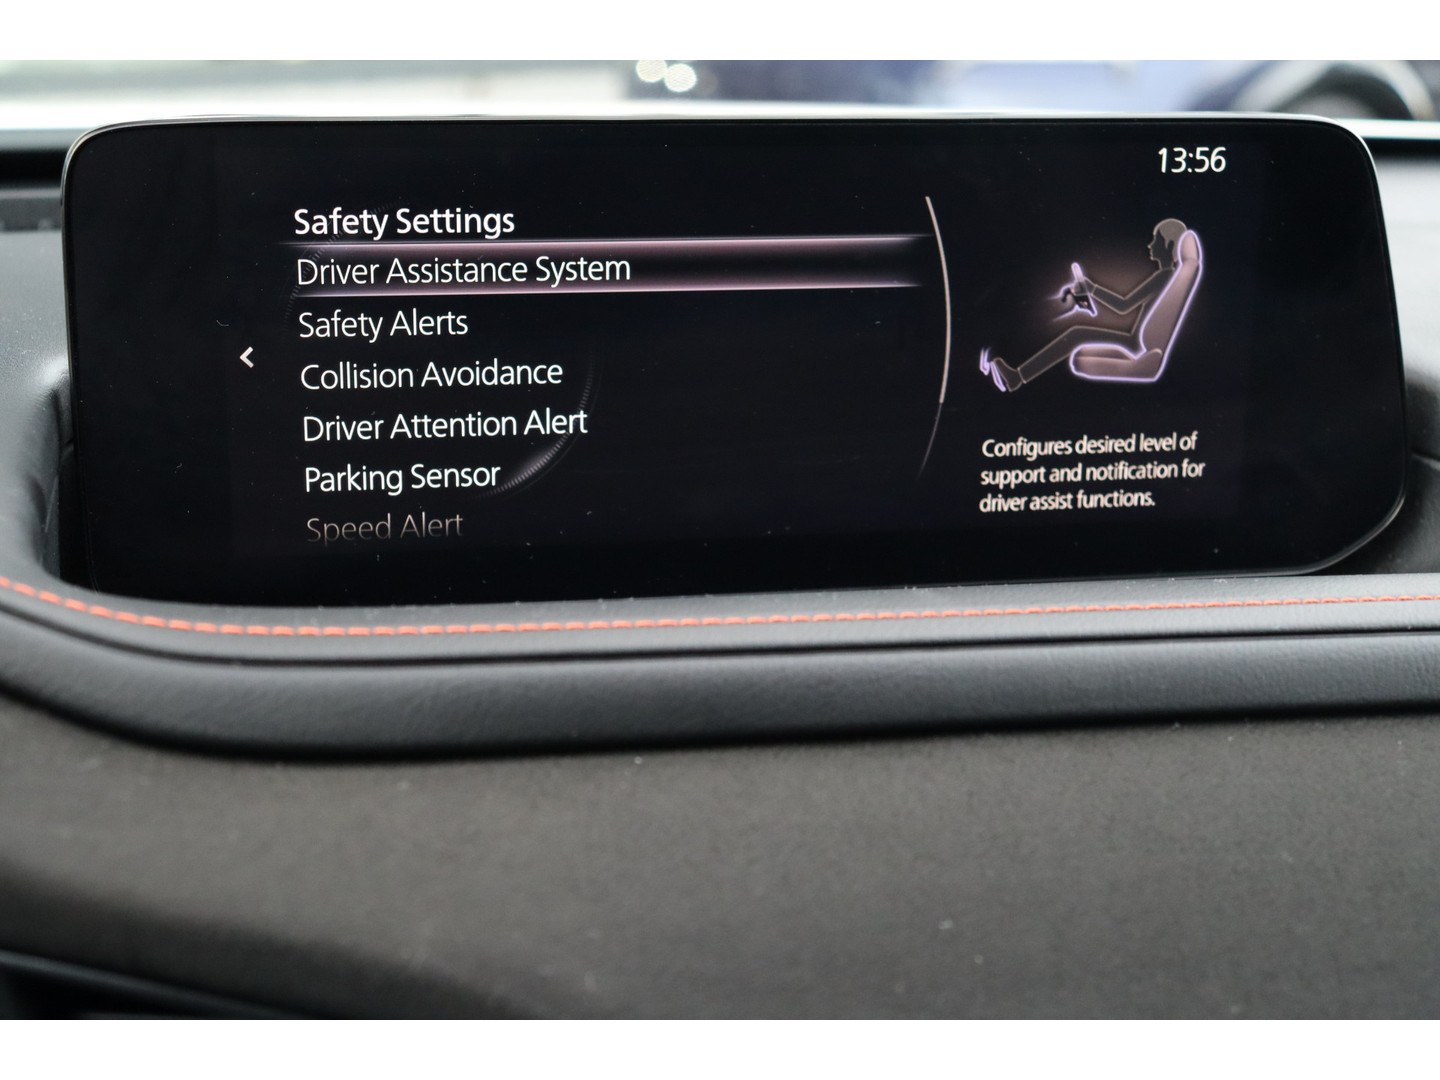 13:56
Safety Settings
Driver Assistance System
Safety Alerts
Collision Avoidance
Driver Attention Alert
Parking Sensor
Speed Alert
Configures desired level of
support and notification for
driver assist functions.